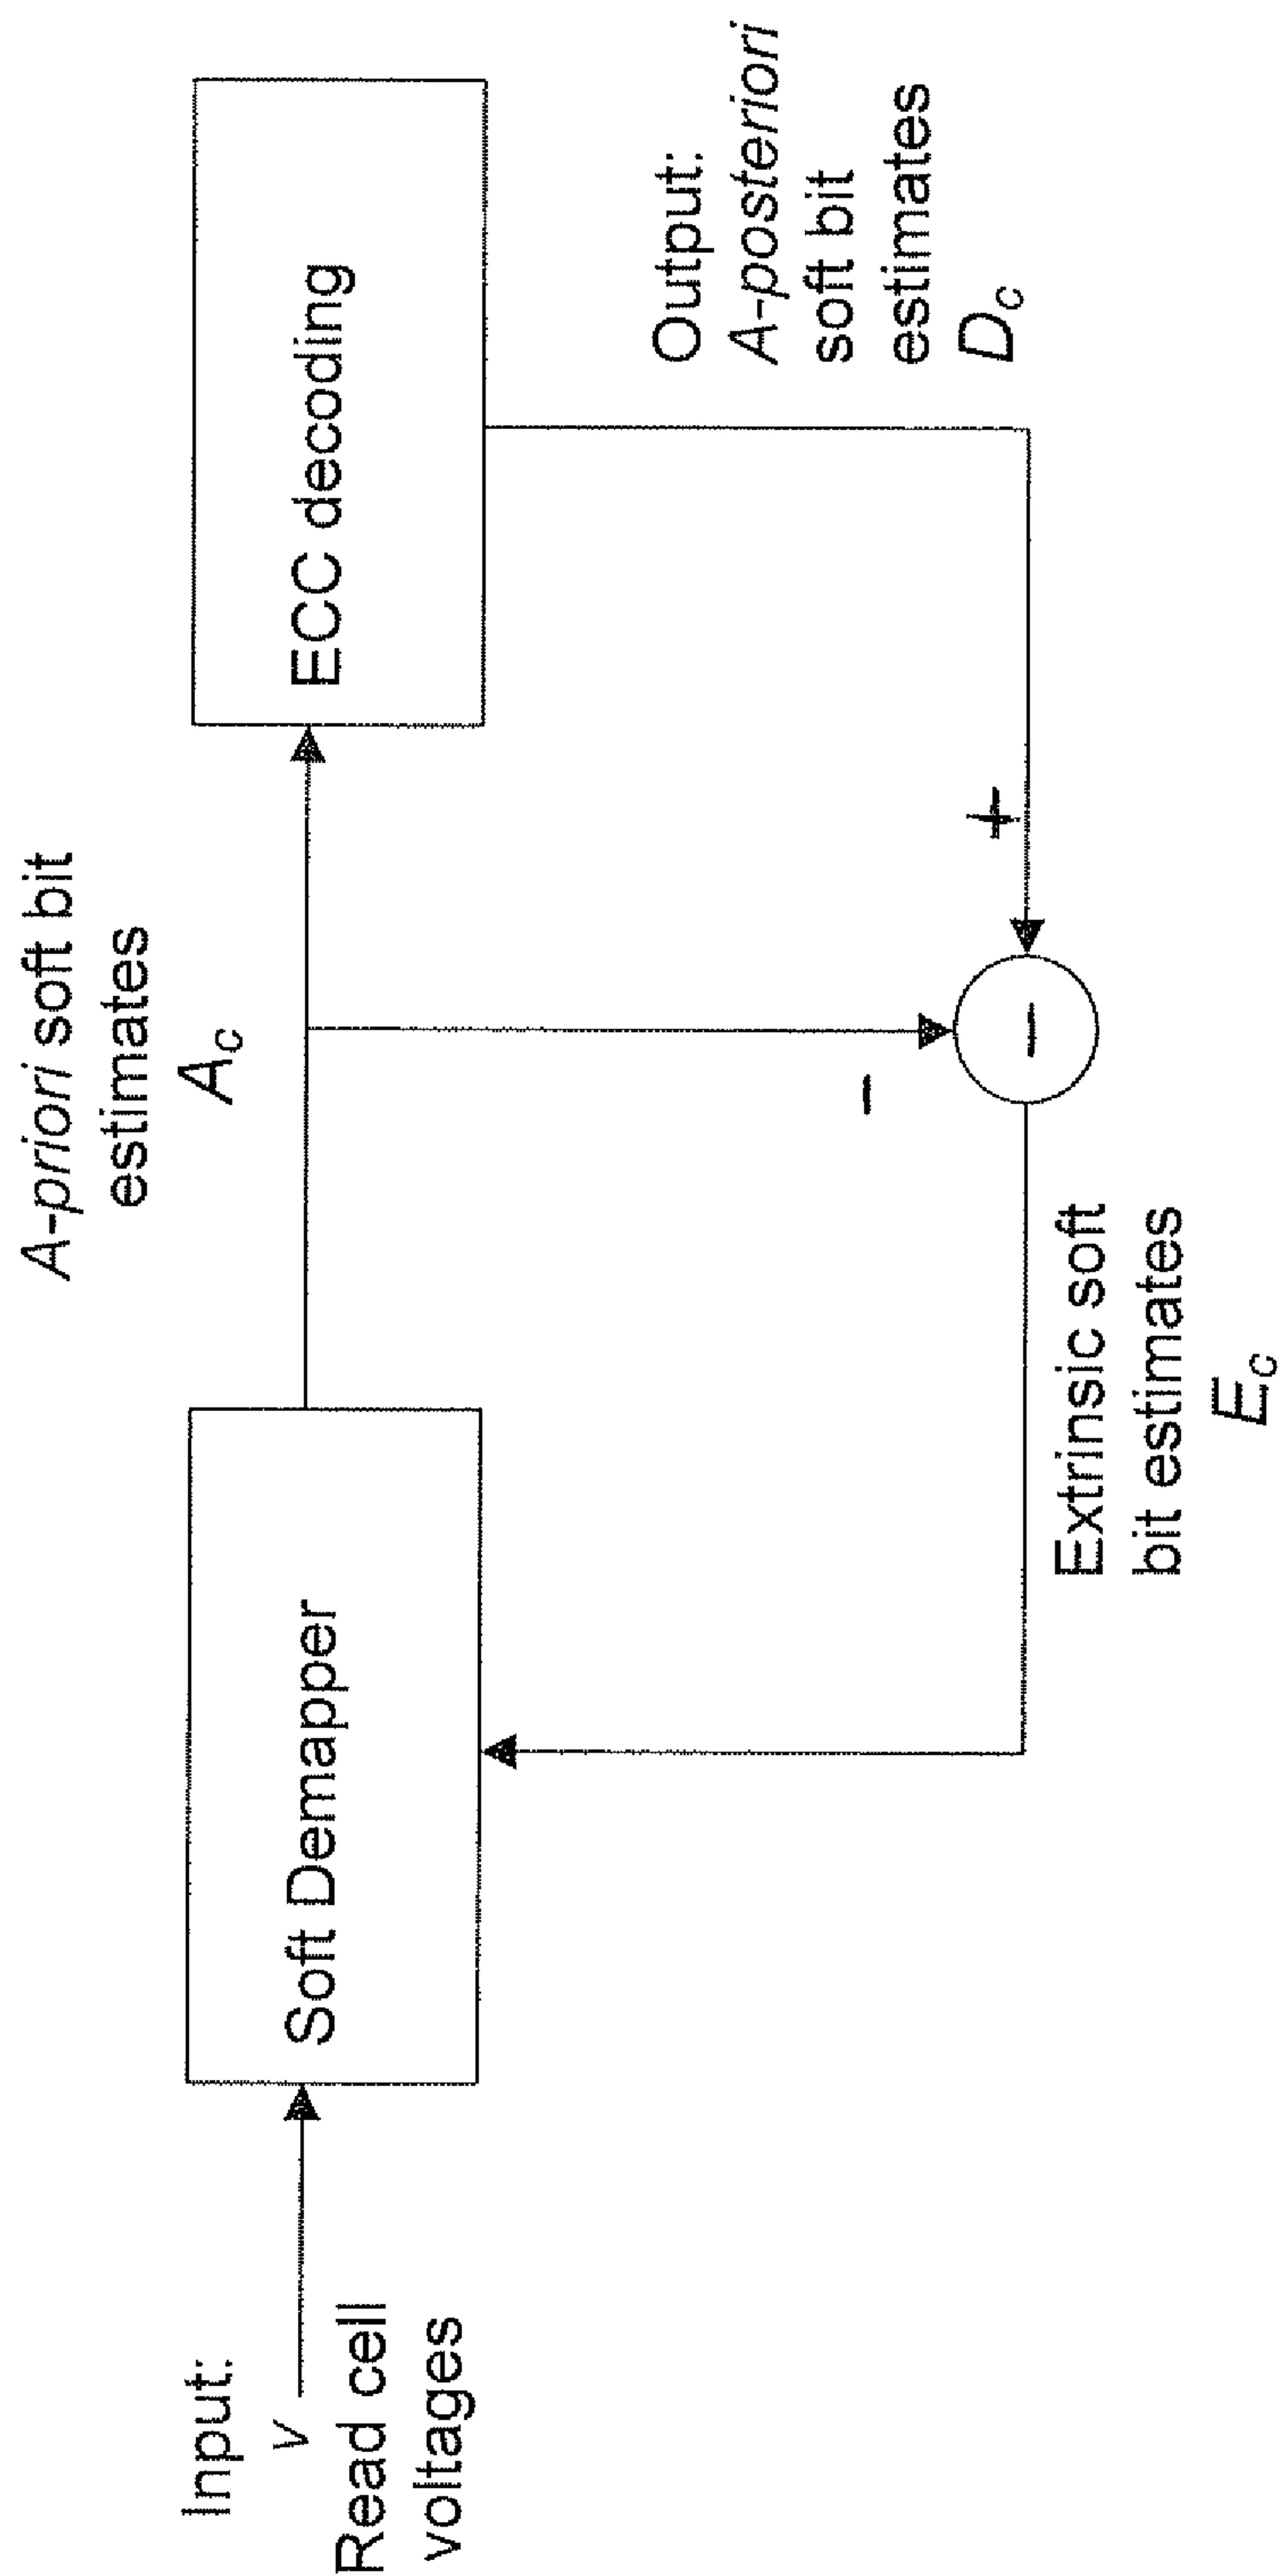 Input:
v
Read cell
voltages
Soft Demapper
A-priori soft bit
estimates
A_c
ECC decoding
Output:
A-posteriori
soft bit
estimates
D_c
+
−
−
Extrinsic soft
bit estimates
E_c